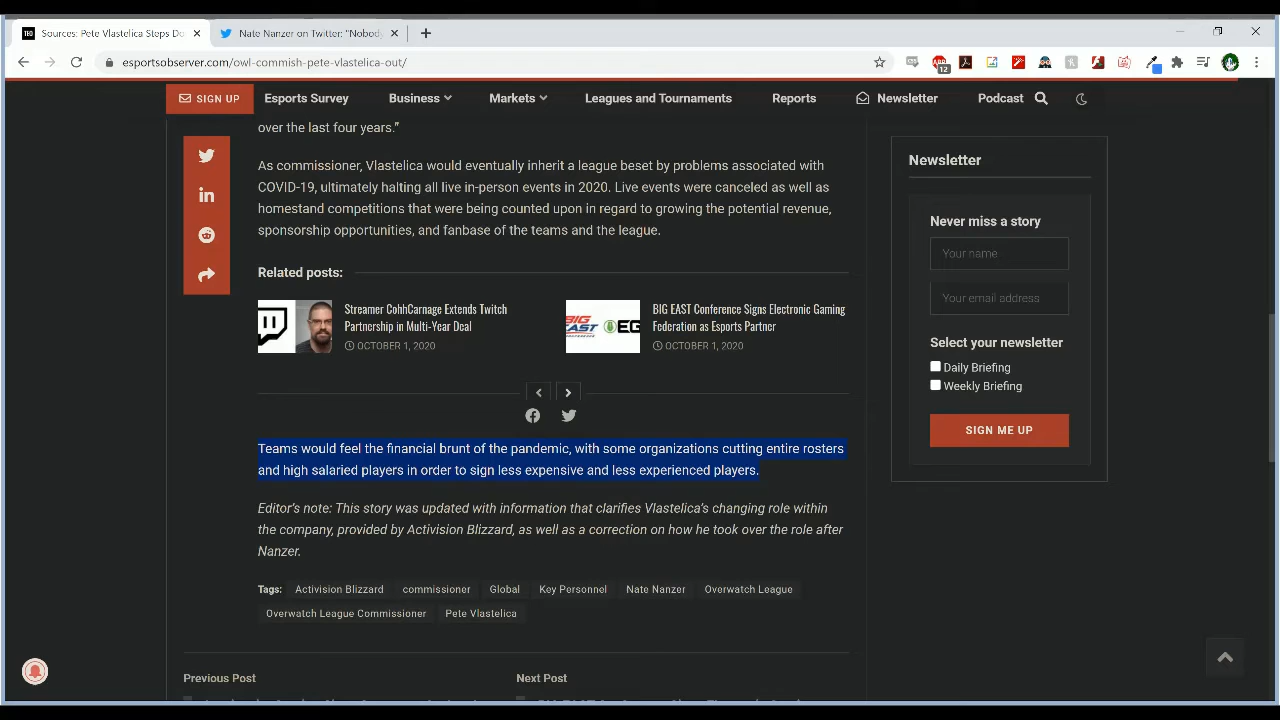 TEO Sources: Pete Vlastelica Steps Do
Nate Nanzer on Twitter: "Nobody
esportsobserver.com/owl-commish-pete-vlastelica-out/
12
SIGN UP Esports Survey Business Markets Leagues and Tournaments Reports Newsletter Podcast
over the last four years.”
As commissioner, Vlastelica would eventually inherit a league beset by problems associated with
COVID-19, ultimately halting all live in-person events in 2020. Live events were canceled as well as
homestand competitions that were being counted upon in regard to growing the potential revenue,
sponsorship opportunities, and fanbase of the teams and the league.
Related posts:
Streamer CohhCarnage Extends Twitch
Partnership in Multi-Year Deal
OCTOBER 1, 2020
BIG EAST
CONFERENCE
EG
BIG EAST Conference Signs Electronic Gaming
Federation as Esports Partner
OCTOBER 1, 2020
Teams would feel the financial brunt of the pandemic, with some organizations cutting entire rosters
and high salaried players in order to sign less expensive and less experienced players.
Editor’s note: This story was updated with information that clarifies Vlastelica’s changing role within
the company, provided by Activision Blizzard, as well as a correction on how he took over the role after
Nanzer.
Tags: Activision Blizzard commissioner Global Key Personnel Nate Nanzer Overwatch League
Overwatch League Commissioner Pete Vlastelica
Previous Post
Next Post
Newsletter
Never miss a story
Your name
Your email address
Select your newsletter
Daily Briefing
Weekly Briefing
SIGN ME UP